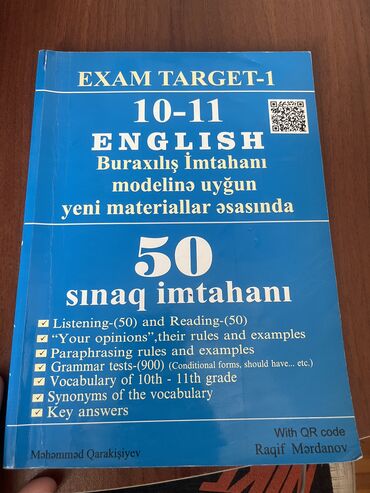 EXAM TARGET-1
10-11
ENGLISH
Buraxılış İmtahanı
modelinə uyğun
yeni materiallar əsasında
50
sınaq imtahanı
Listening-(50) and Reading-(50)
"Your opinions",their rules and examples
Paraphrasing rules and examples
Grammar tests-(900) (Conditional forms, should have... etc.)
Vocabulary of 10th - 11th grade
Synonyms of the vocabulary
Key answers
With QR code
Məhəmməd Qarakişiyev Raqif Mərdanov